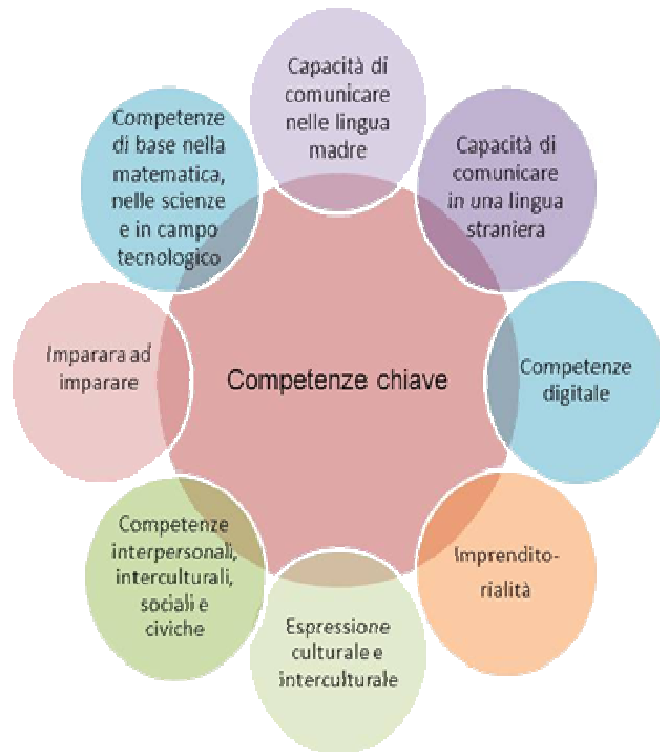 Capacità di
comunicare
nelle lingua
madre
Capacità di
comunicare
in una lingua
straniera
Competenze
digitale
Imprendito-
rialità
Espressione
culturale e
interculturale
Competenze
interpersonali,
interculturali,
sociali e
civiche
Imparara ad
imparare
Competenze
di base nella
matematica,
nelle scienze
e in campo
tecnologico
Competenze chiave